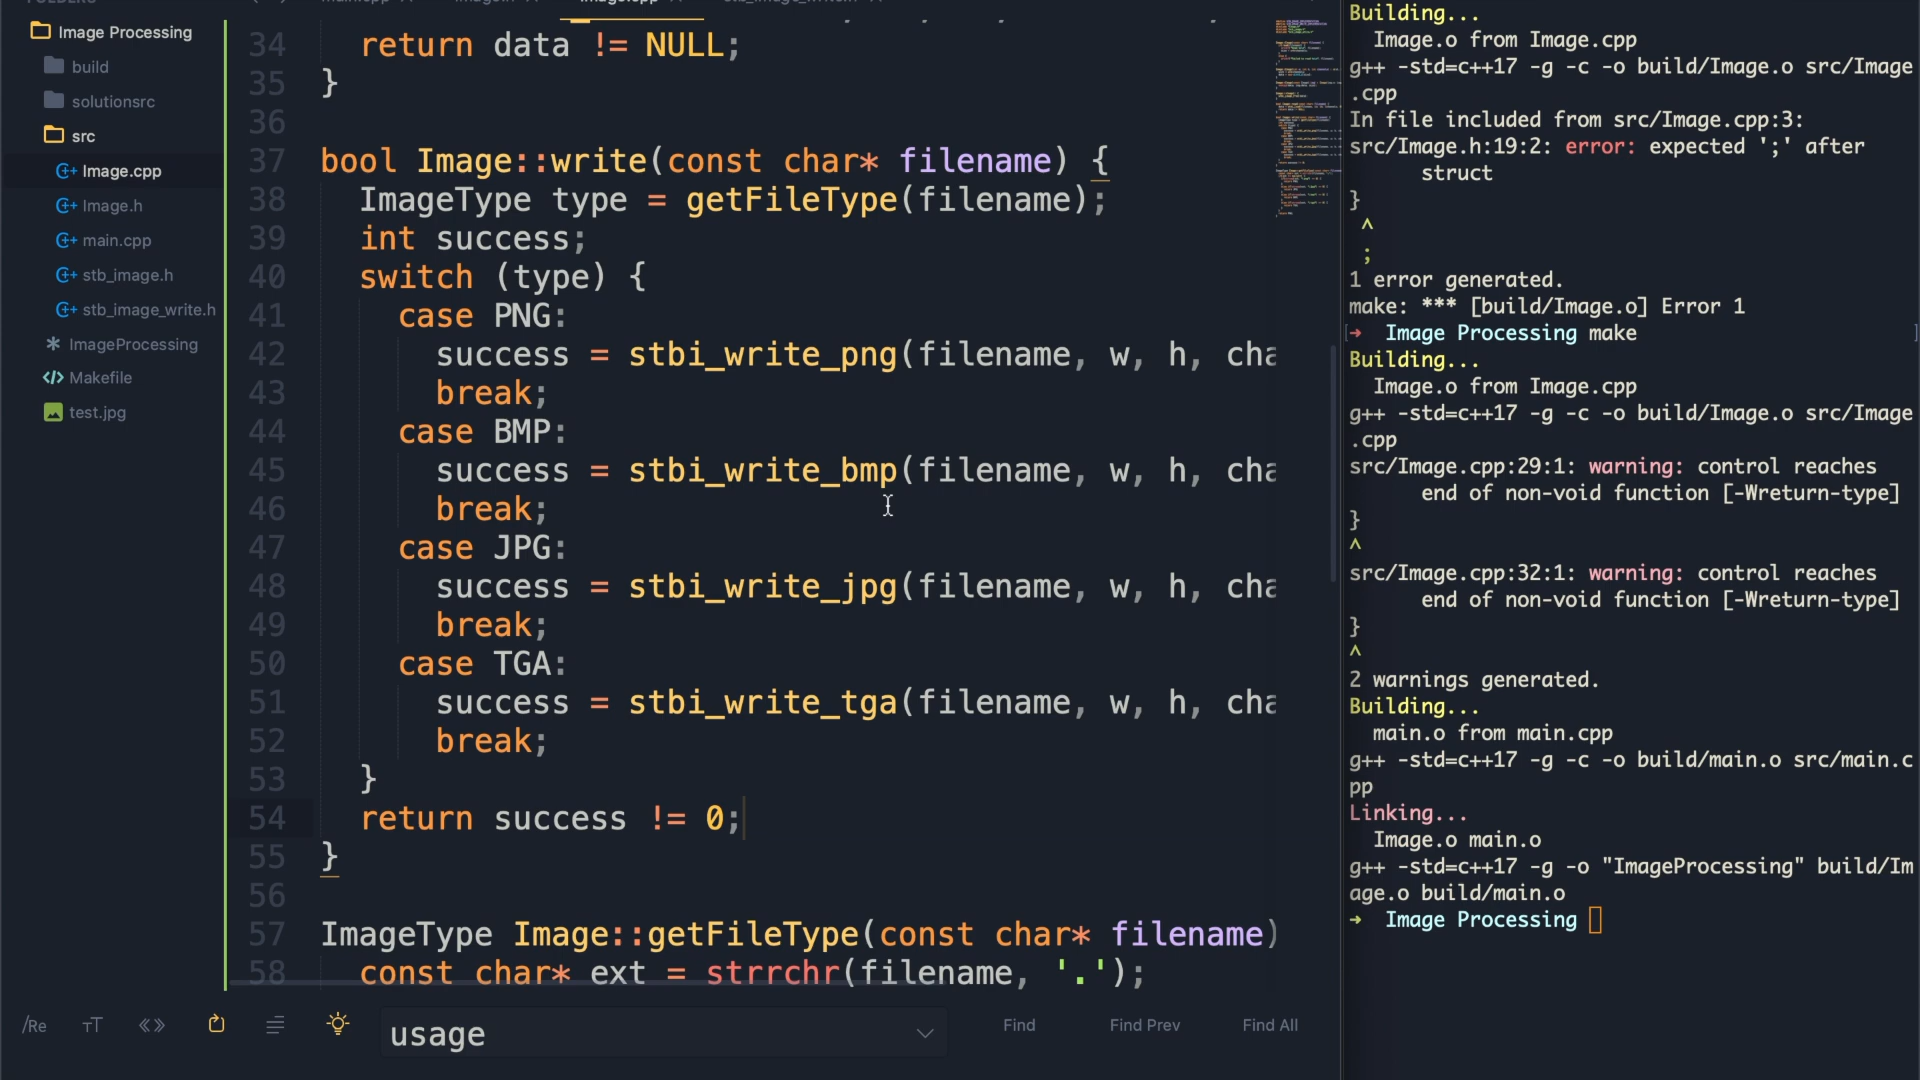 Image Processing
build
solutionsrc
src
Image.cpp
Image.h
main.cpp
stb_image.h
stb_image_write.h
ImageProcessing
Makefile
test.jpg
34 return data != NULL;
35 }
36
37 bool Image::write(const char* filename) {
38 ImageType type = getFileType(filename);
39 int success;
40 switch (type) {
41 case PNG:
42 success = stbi_write_png(filename, w, h, cha
43 break;
44 case BMP:
45 success = stbi_write_bmp(filename, w, h, cha
46 break;
47 case JPG:
48 success = stbi_write_jpg(filename, w, h, cha
49 break;
50 case TGA:
51 success = stbi_write_tga(filename, w, h, cha
52 break;
53 }
54 return success != 0;
55 }
56
57 ImageType Image::getFileType(const char* filename)
58 const char* ext = strrchr(filename, '.');
/Re TT <> usage Find Find Prev Find All
Building...
Image.o from Image.cpp
g++ -std=c++17 -g -c -o build/Image.o src/Image
.cpp
In file included from src/Image.cpp:3:
src/Image.h:19:2: error: expected ';' after
struct
}
^
;
1 error generated.
make: *** [build/Image.o] Error 1
[➜ Image Processing make ]
Building...
Image.o from Image.cpp
g++ -std=c++17 -g -c -o build/Image.o src/Image
.cpp
src/Image.cpp:29:1: warning: control reaches
end of non-void function [-Wreturn-type]
}
^
src/Image.cpp:32:1: warning: control reaches
end of non-void function [-Wreturn-type]
}
^
2 warnings generated.
Building...
main.o from main.cpp
g++ -std=c++17 -g -c -o build/main.o src/main.c
pp
Linking...
Image.o main.o
g++ -std=c++17 -g -o "ImageProcessing" build/Im
age.o build/main.o
➜ Image Processing